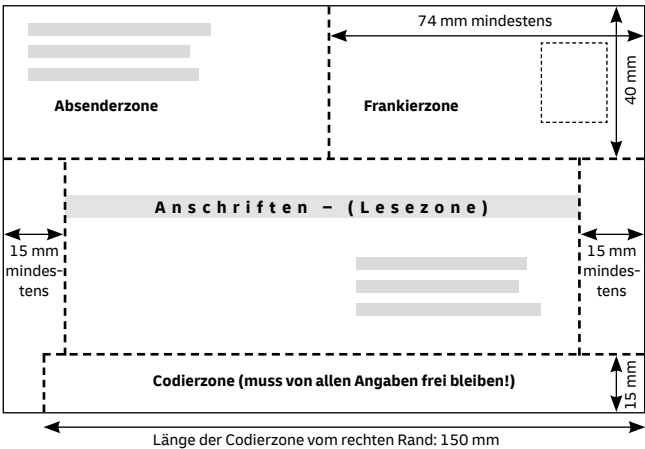 74 mm mindestens
40 mm
Absenderzone
Frankierzone
Anschriften – (Lesezone)
15 mm
mindes-
tens
15 mm
mindes-
tens
Codierzone (muss von allen Angaben frei bleiben!)
15 mm
Länge der Codierzone vom rechten Rand: 150 mm